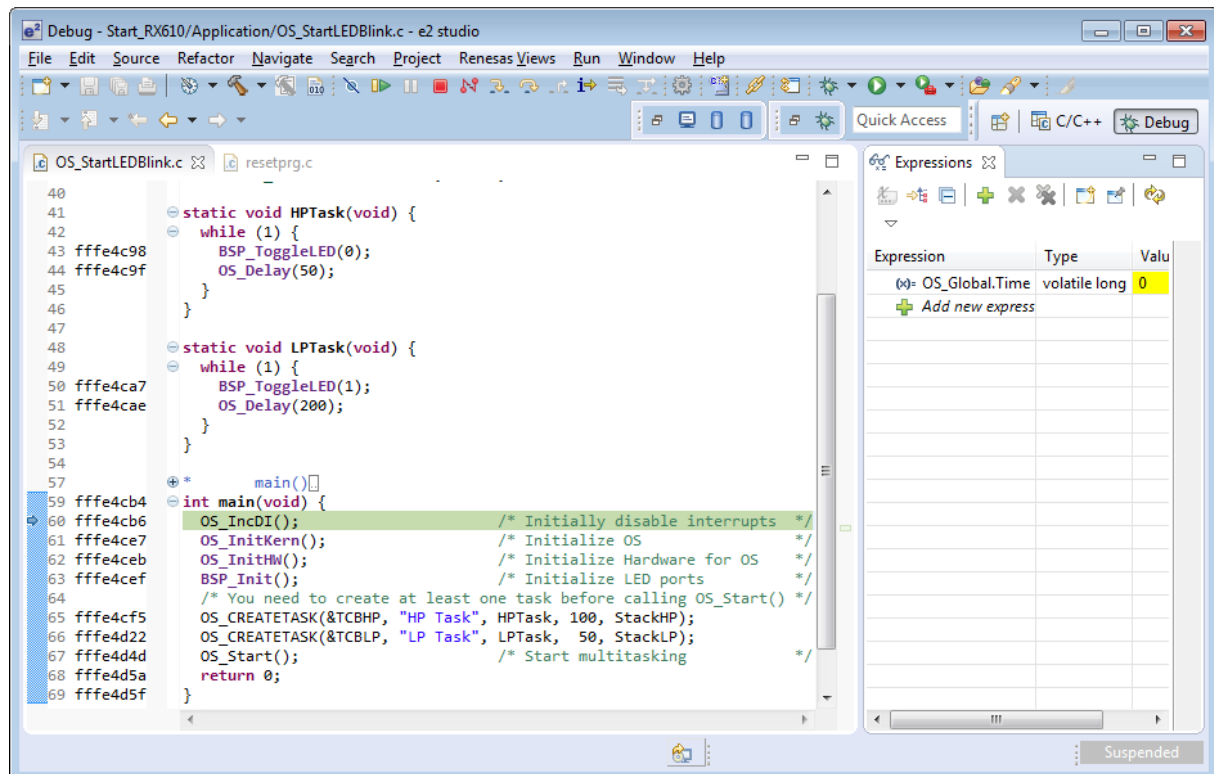 Debug - Start_RX610/Application/OS_StartLEDBlink.c - e2 studio
File Edit Source Refactor Navigate Search Project Renesas Views Run Window Help
Quick Access C/C++ Debug
OS_StartLEDBlink.c resetprg.c
40
41 static void HPTask(void) {
42 while (1) {
43 fffe4c98 BSP_ToggleLED(0);
44 fffe4c9f OS_Delay(50);
45 }
46 }
47
48 static void LPTask(void) {
49 while (1) {
50 fffe4ca7 BSP_ToggleLED(1);
51 fffe4cae OS_Delay(200);
52 }
53 }
54
57 * main()
59 fffe4cb4 int main(void) {
60 fffe4cb6 OS_IncDI(); /* Initially disable interrupts */
61 fffe4ce7 OS_InitKern(); /* Initialize OS */
62 fffe4ceb OS_InitHW(); /* Initialize Hardware for OS */
63 fffe4cef BSP_Init(); /* Initialize LED ports */
64 /* You need to create at least one task before calling OS_Start() */
65 fffe4cf5 OS_CREATETASK(&TCBHP, "HP Task", HPTask, 100, StackHP);
66 fffe4d22 OS_CREATETASK(&TCBLP, "LP Task", LPTask, 50, StackLP);
67 fffe4d4d OS_Start(); /* Start multitasking */
68 fffe4d5a return 0;
69 fffe4d5f }
Expressions
Expression Type Valu
(x)= OS_Global.Time volatile long 0
Add new express
Suspended